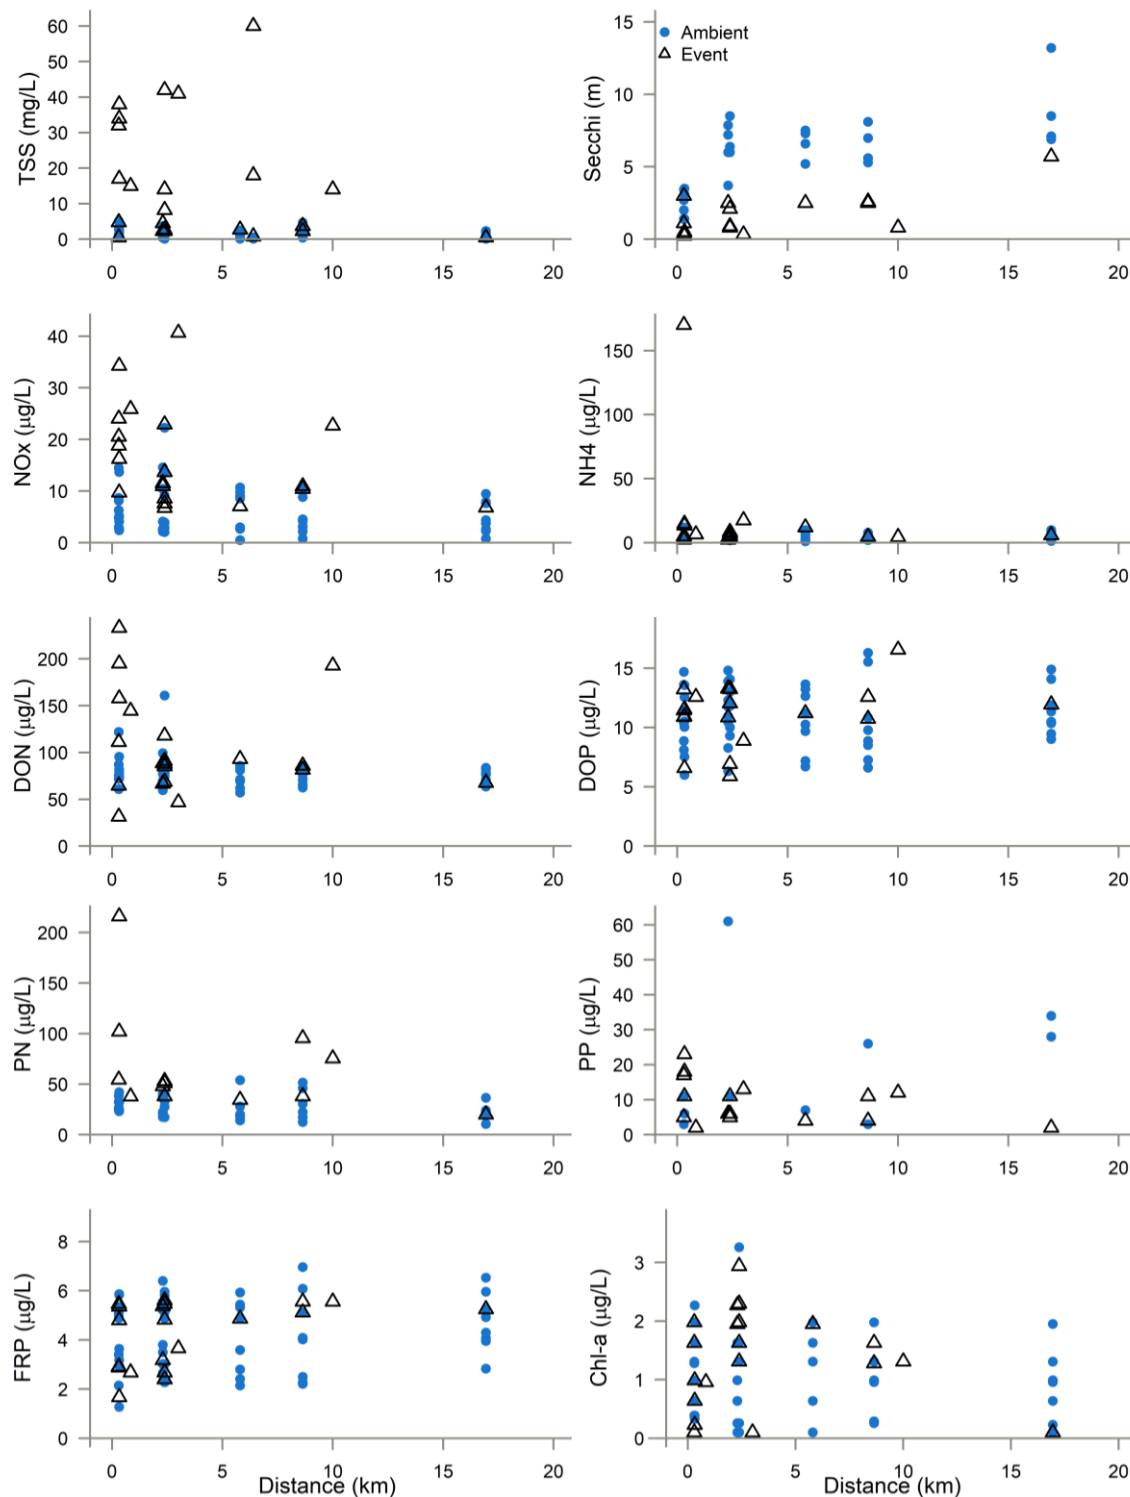 TSS (mg/L)
60
50
40
30
20
10
0
0 5 10 15 20
Secchi (m)
15
10
5
0
0 5 10 15 20
Ambient
Event
NOx (µg/L)
40
30
20
10
0
0 5 10 15 20
NH4 (µg/L)
150
100
50
0
0 5 10 15 20
DON (µg/L)
200
150
100
50
0
0 5 10 15 20
DOP (µg/L)
15
10
5
0
0 5 10 15 20
PN (µg/L)
200
150
100
50
0
0 5 10 15 20
PP (µg/L)
60
50
40
30
20
10
0
0 5 10 15 20
FRP (µg/L)
8
6
4
2
0
0 5 10 15 20
Distance (km)
Chl-a (µg/L)
3
2
1
0
0 5 10 15 20
Distance (km)